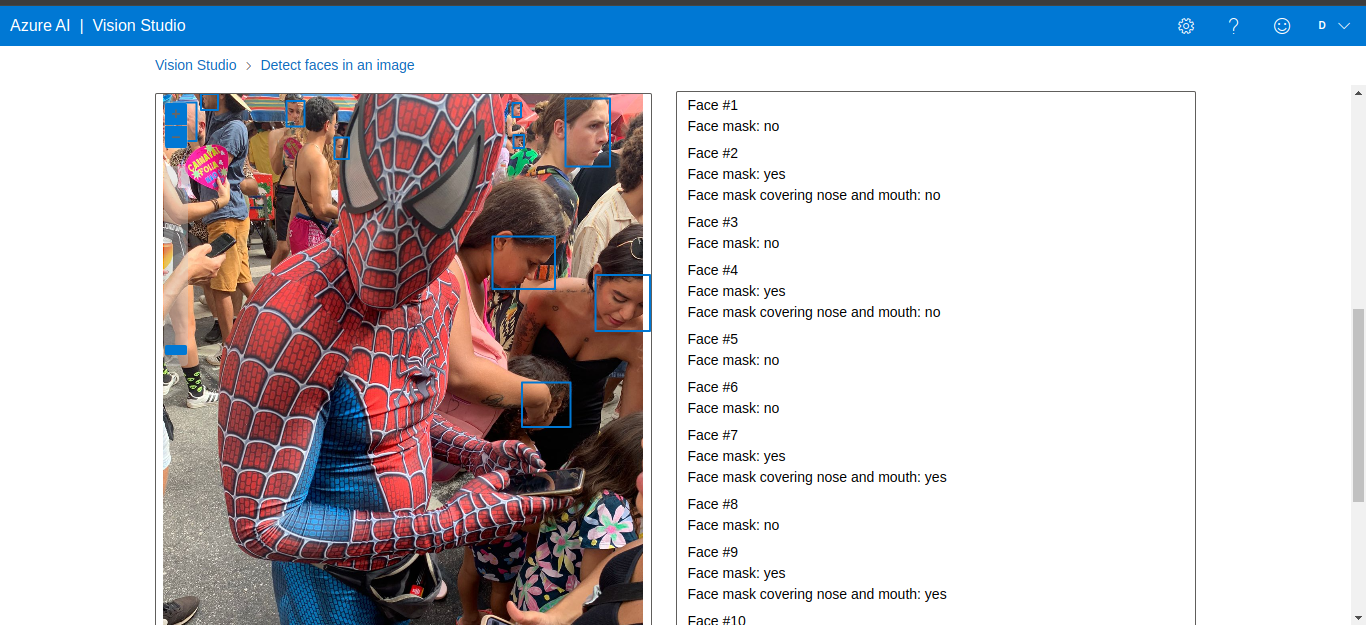 Azure AI | Vision Studio
D
Vision Studio > Detect faces in an image
CARNAVAL
FOLIA
Face #1
Face mask: no
Face #2
Face mask: yes
Face mask covering nose and mouth: no
Face #3
Face mask: no
Face #4
Face mask: yes
Face mask covering nose and mouth: no
Face #5
Face mask: no
Face #6
Face mask: no
Face #7
Face mask: yes
Face mask covering nose and mouth: yes
Face #8
Face mask: no
Face #9
Face mask: yes
Face mask covering nose and mouth: yes
Face #10